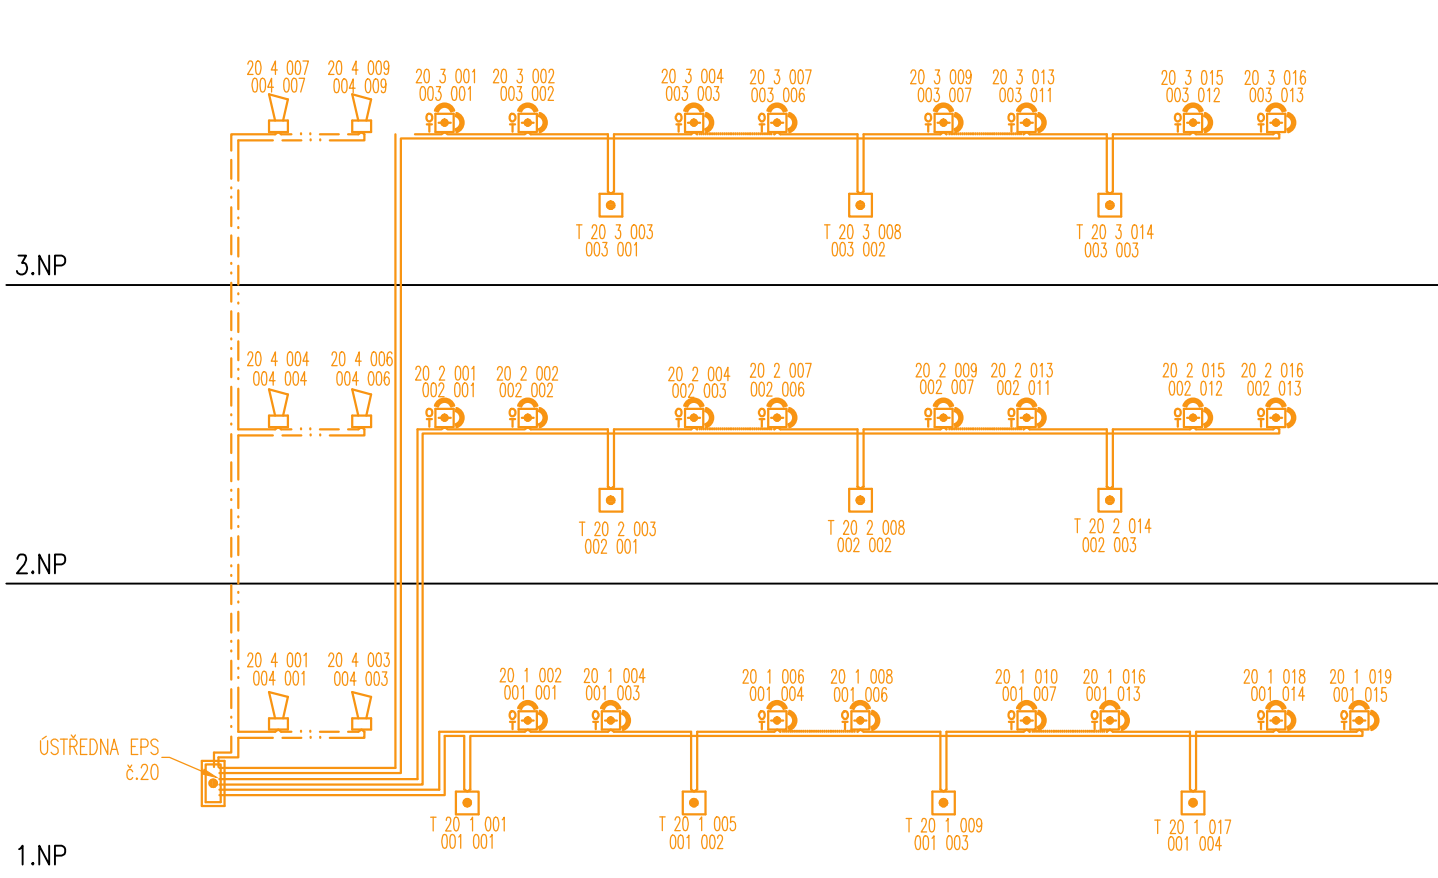 20 4 007
004 007
20 4 009
004 009
20 3 001
003 001
20 3 002
003 002
20 3 004
003 003
20 3 007
003 006
20 3 009
003 007
20 3 013
003 011
20 3 015
003 012
20 3 016
003 013
T 20 3 003
003 001
T 20 3 008
003 002
T 20 3 014
003 003
3.NP
20 4 004
004 004
20 4 006
004 006
20 2 001
002 001
20 2 002
002 002
20 2 004
002 003
20 2 007
002 006
20 2 009
002 007
20 2 013
002 011
20 2 015
002 012
20 2 016
002 013
T 20 2 003
002 001
T 20 2 008
002 002
T 20 2 014
002 003
2.NP
20 4 001
004 001
20 4 003
004 003
20 1 002
001 001
20 1 004
001 003
20 1 006
001 004
20 1 008
001 006
20 1 010
001 007
20 1 016
001 013
20 1 018
001 014
20 1 019
001 015
ÚSTŘEDNA EPS
č.20
T 20 1 001
001 001
T 20 1 005
001 002
T 20 1 009
001 003
T 20 1 017
001 004
1.NP